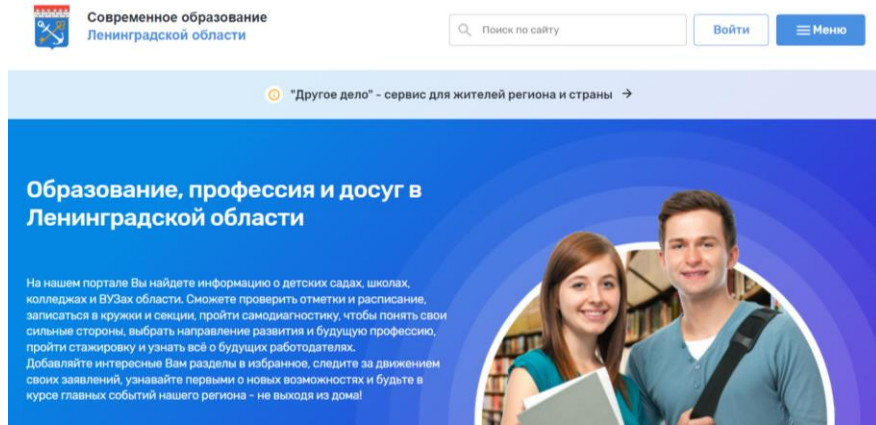 Современное образование
Ленинградской области
Поиск по сайту
Войти
Меню
"Другое дело" - сервис для жителей региона и страны →
Образование, профессия и досуг в
Ленинградской области
На нашем портале Вы найдете информацию о детских садах, школах,
колледжах и ВУЗах области. Сможете проверить отметки и расписание,
записаться в кружки и секции, пройти самодиагностику, чтобы понять свои
сильные стороны, выбрать направление развития и будущую профессию,
пройти стажировку и узнать всё о будущих работодателях.
Добавляйте интересные Вам разделы в избранное, следите за движением
своих заявлений, узнавайте первыми о новых возможностях и будьте в
курсе главных событий нашего региона - не выходя из дома!